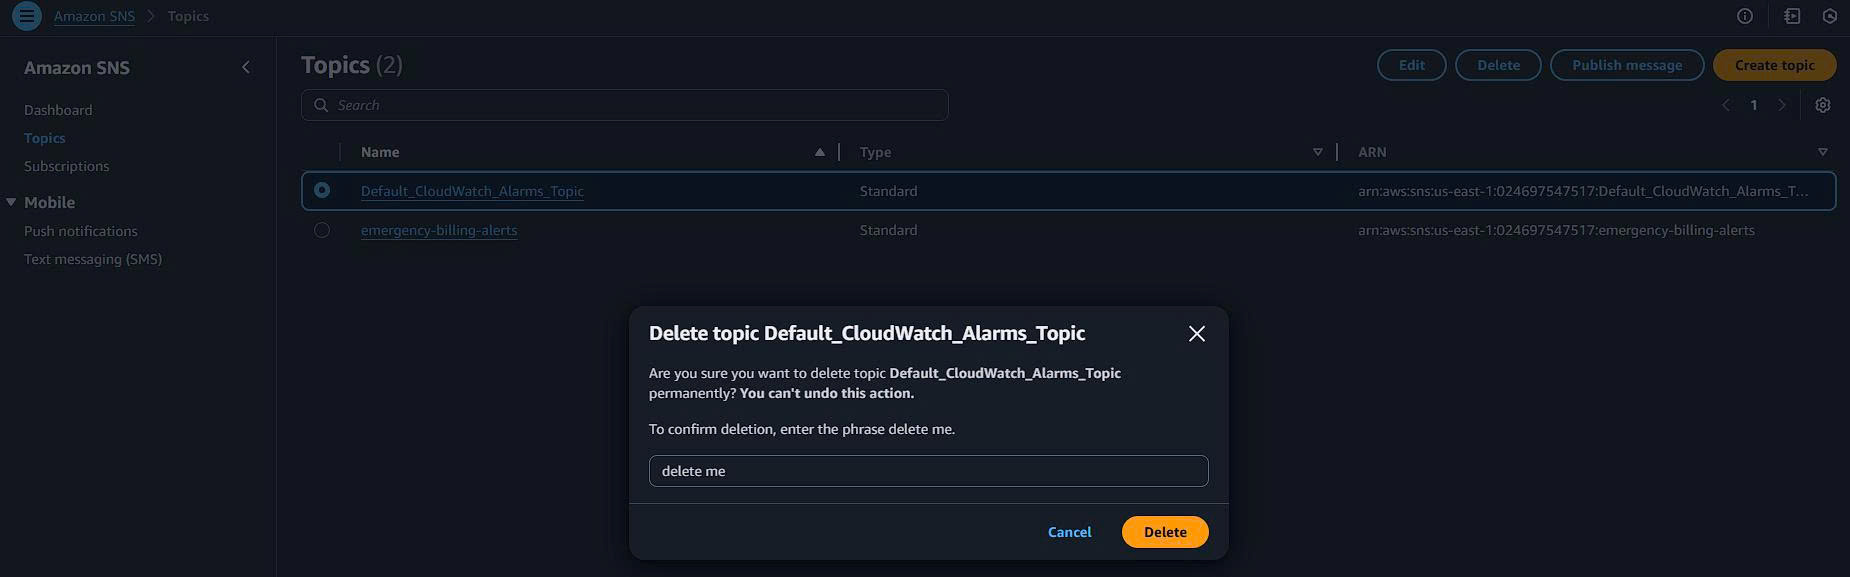 Amazon SNS > Topics
Amazon SNS
Dashboard
Topics
Subscriptions
Mobile
Push notifications
Text messaging (SMS)
Topics (2)
Edit
Delete
Publish message
Create topic
Search
1
Name Type ARN
Default_CloudWatch_Alarms_Topic Standard arn:aws:sns:us-east-1:024697547517:Default_CloudWatch_Alarms_T...
emergency-billing-alerts Standard arn:aws:sns:us-east-1:024697547517:emergency-billing-alerts
Delete topic Default_CloudWatch_Alarms_Topic
Are you sure you want to delete topic Default_CloudWatch_Alarms_Topic
permanently? You can't undo this action.
To confirm deletion, enter the phrase delete me.
delete me
Cancel Delete